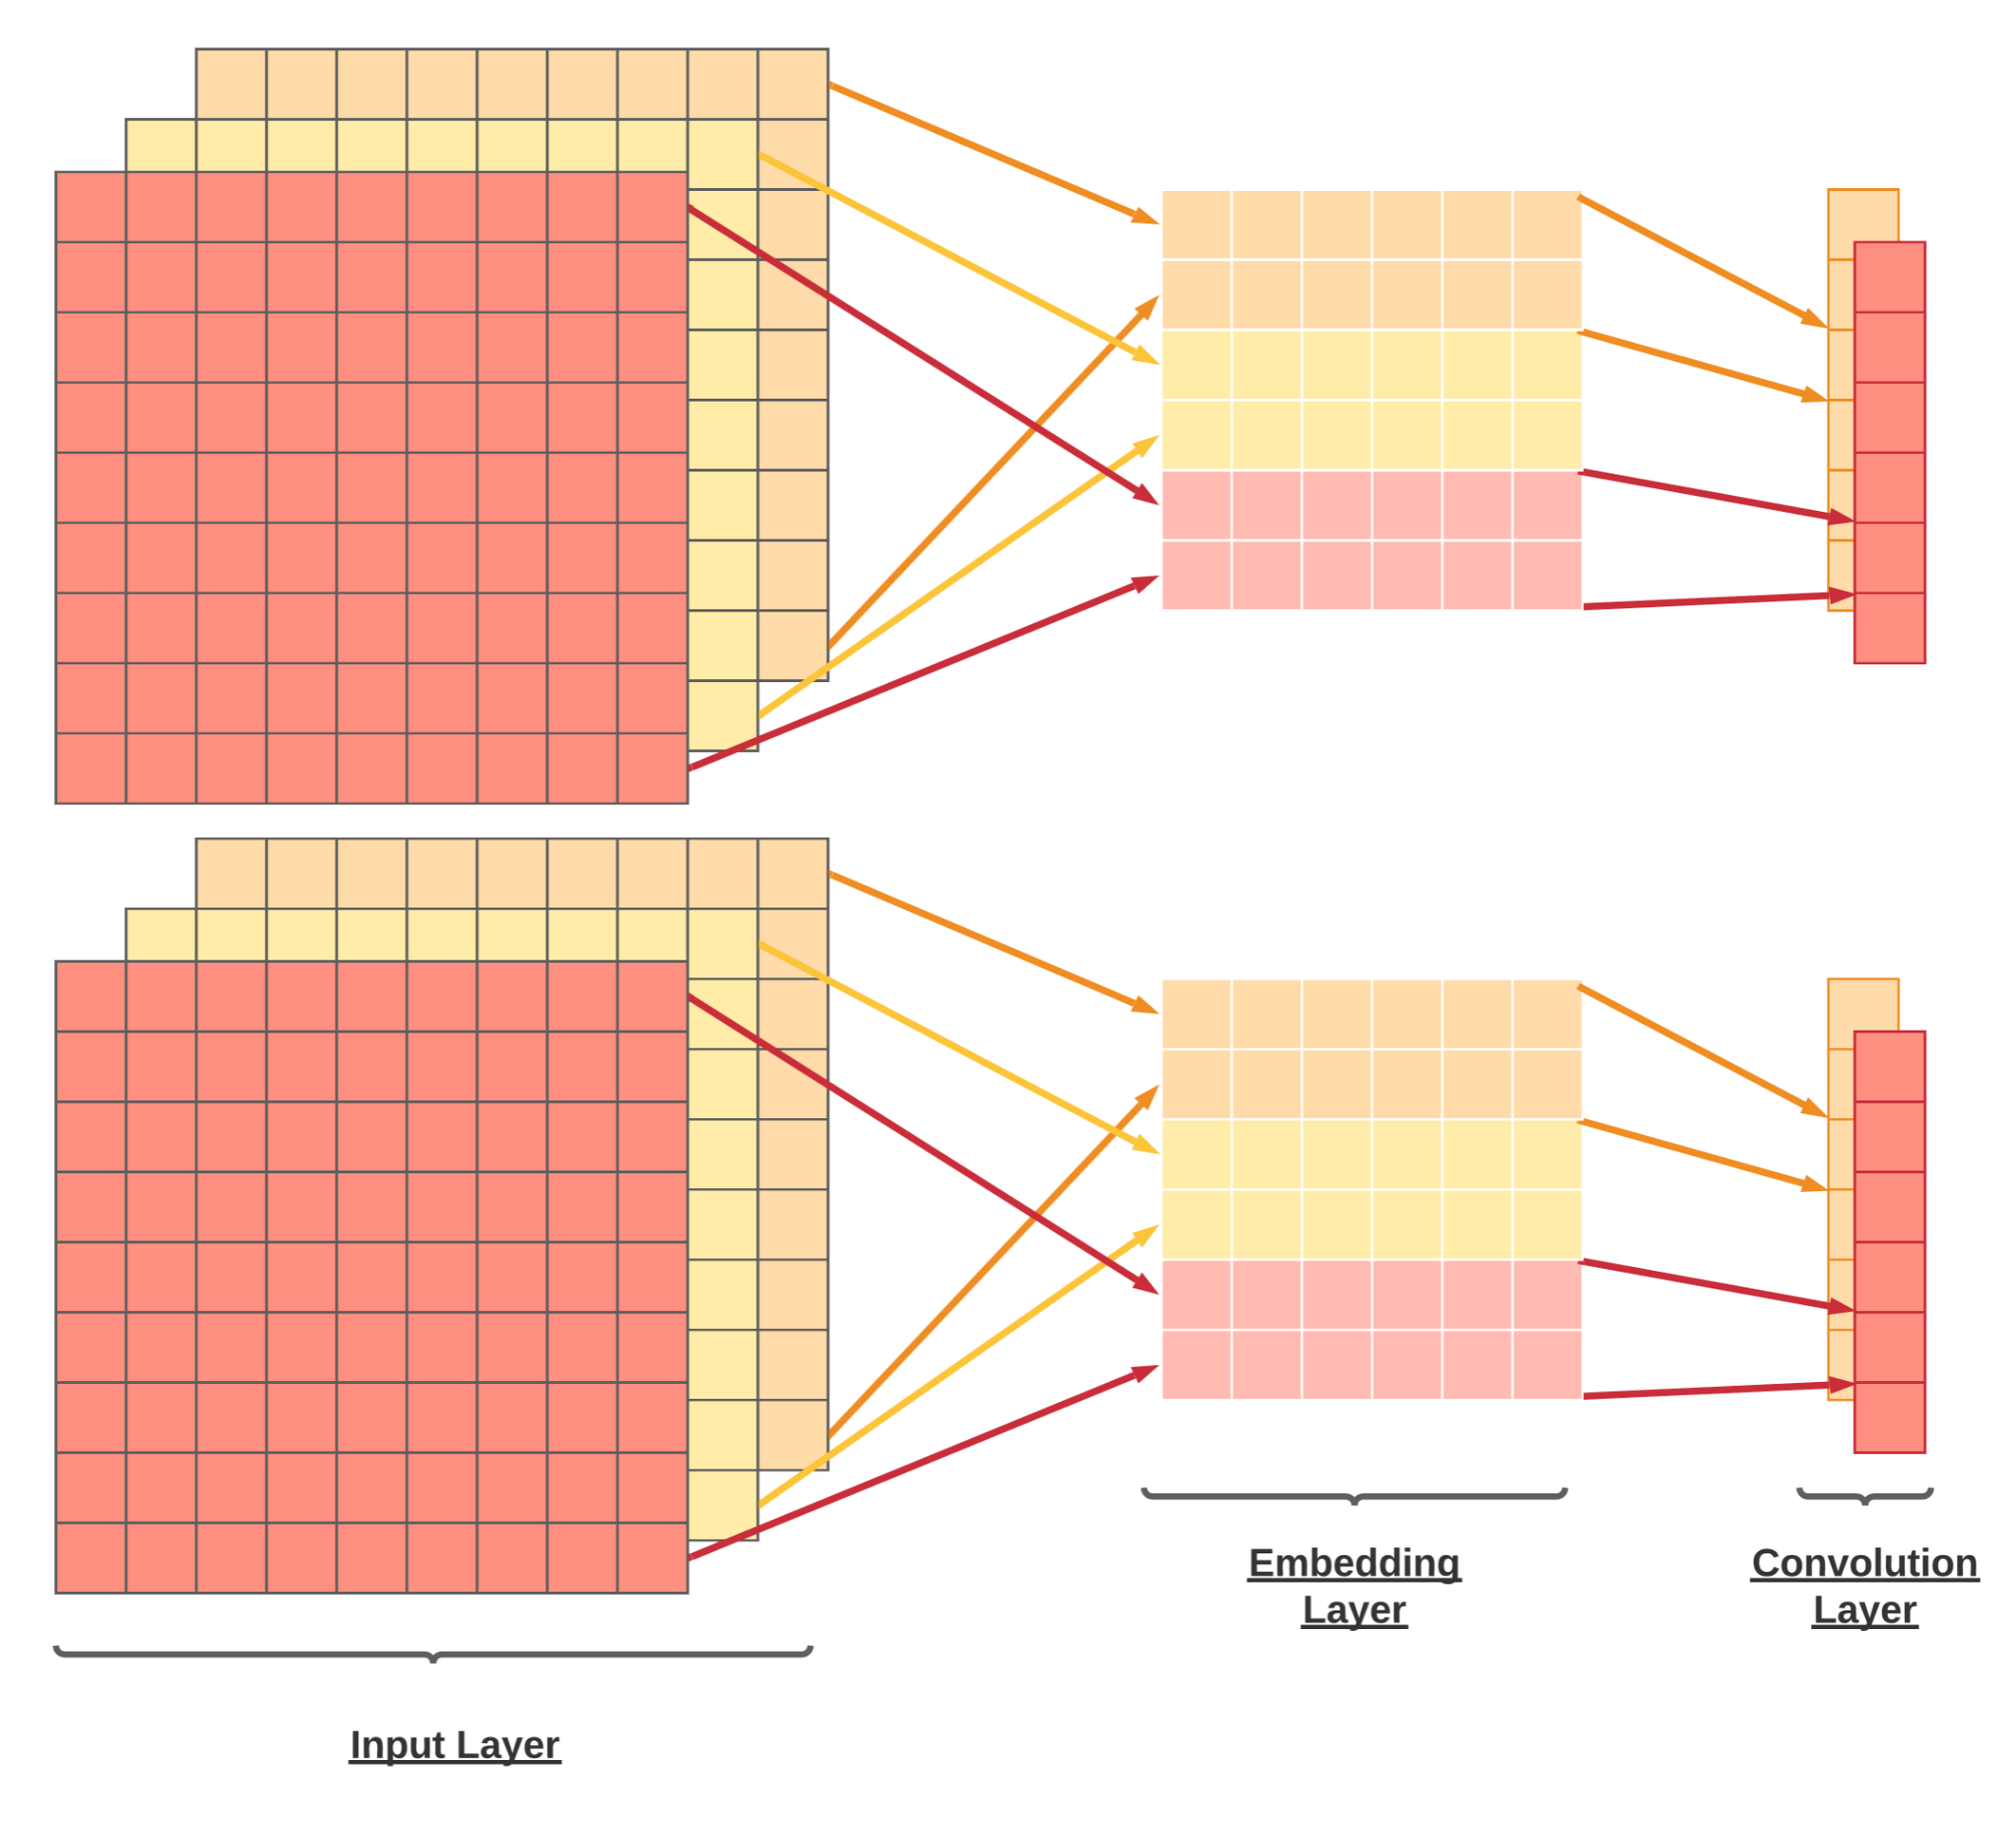 Embedding
Layer
Convolution
Layer
Input Layer